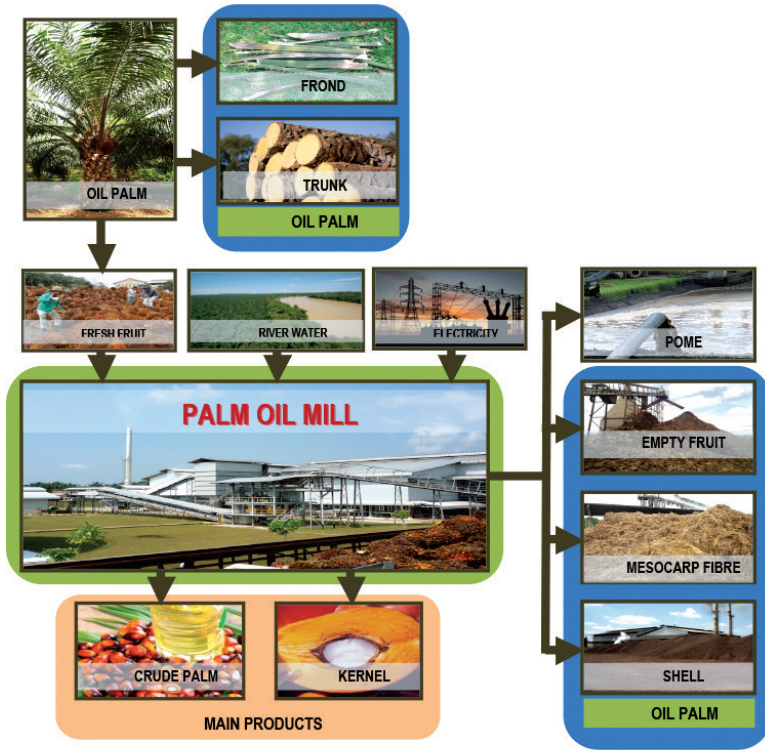 FROND
OIL PALM
TRUNK
OIL PALM
FRESH FRUIT
RIVER WATER
ELECTRICITY
POME
PALM OIL MILL
EMPTY FRUIT
MESOCARP FIBRE
CRUDE PALM
KERNEL
SHELL
MAIN PRODUCTS
OIL PALM